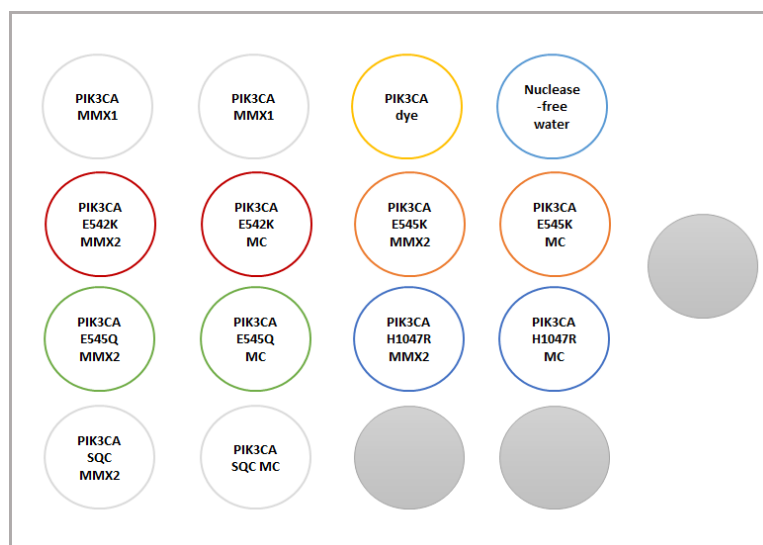 PIK3CA
MMX1
PIK3CA
MMX1
PIK3CA
dye
Nuclease
-free
water
PIK3CA
E542K
MMX2
PIK3CA
E542K
MC
PIK3CA
E545K
MMX2
PIK3CA
E545K
MC
PIK3CA
E545Q
MMX2
PIK3CA
E545Q
MC
PIK3CA
H1047R
MMX2
PIK3CA
H1047R
MC
PIK3CA
SQC
MMX2
PIK3CA
SQC MC